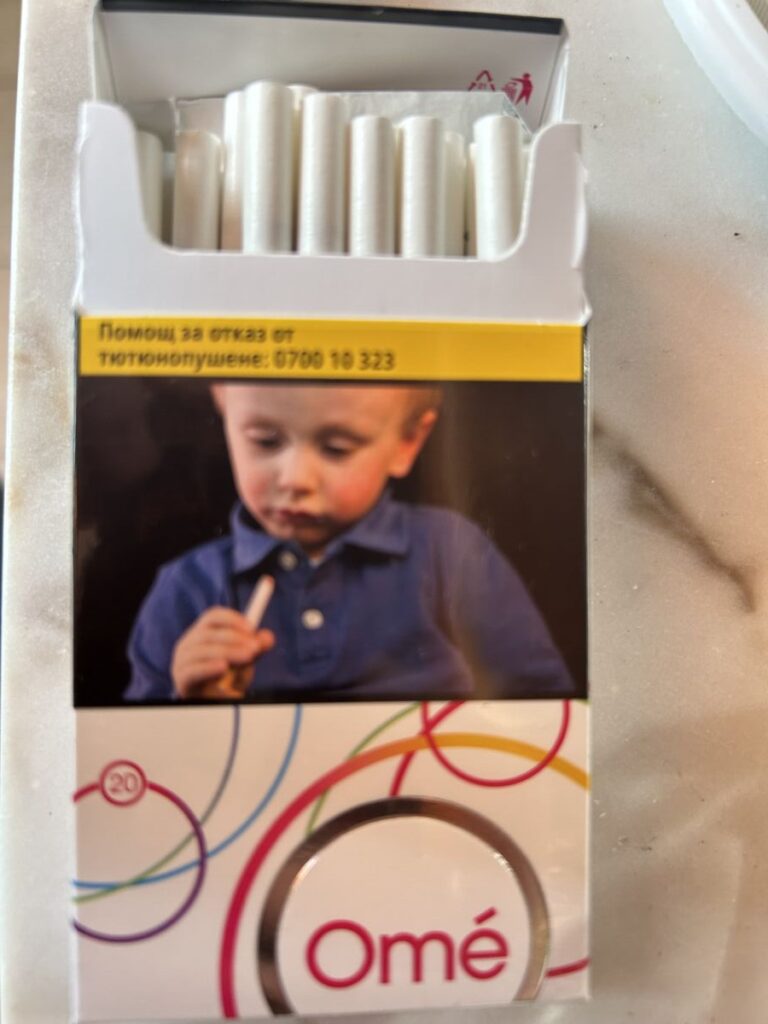 Помощ за отказ от
тютюнопушене: 0700 10 323
20
Omé